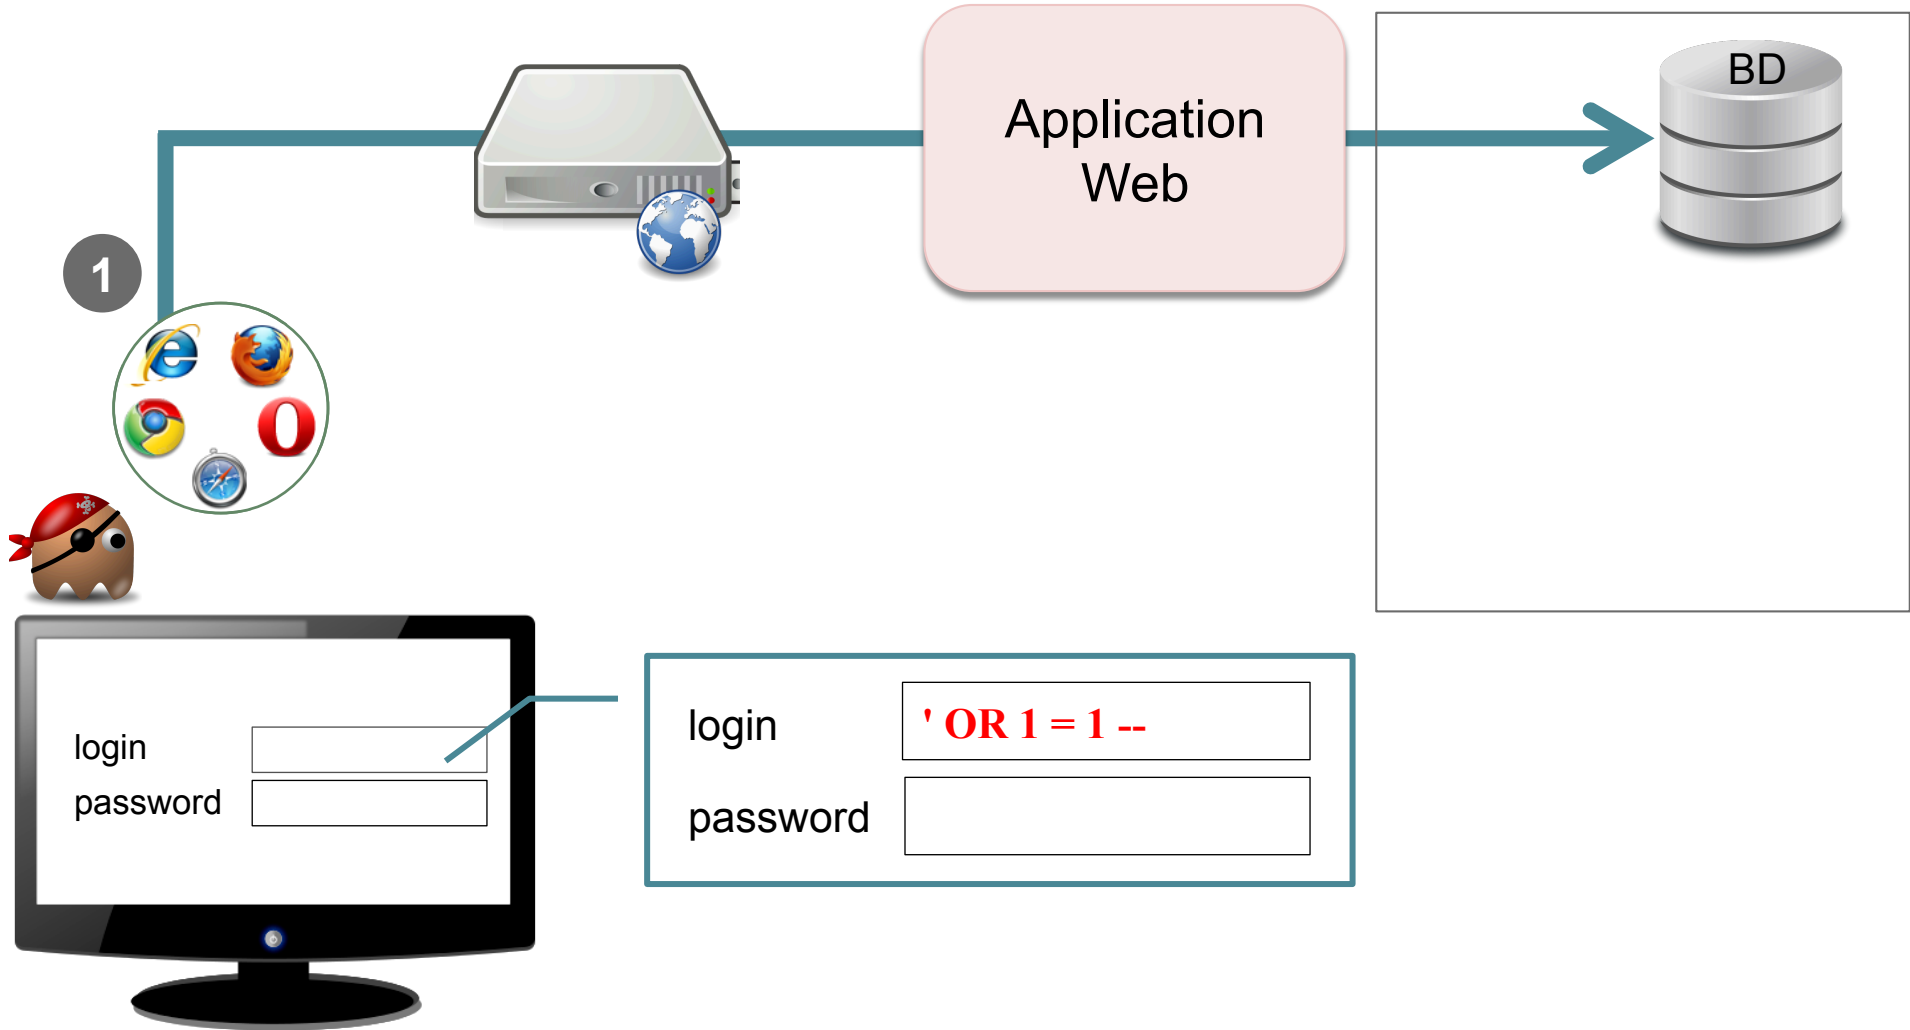 BD
Application
Web
1
login
password
login ' OR 1 = 1 --
password